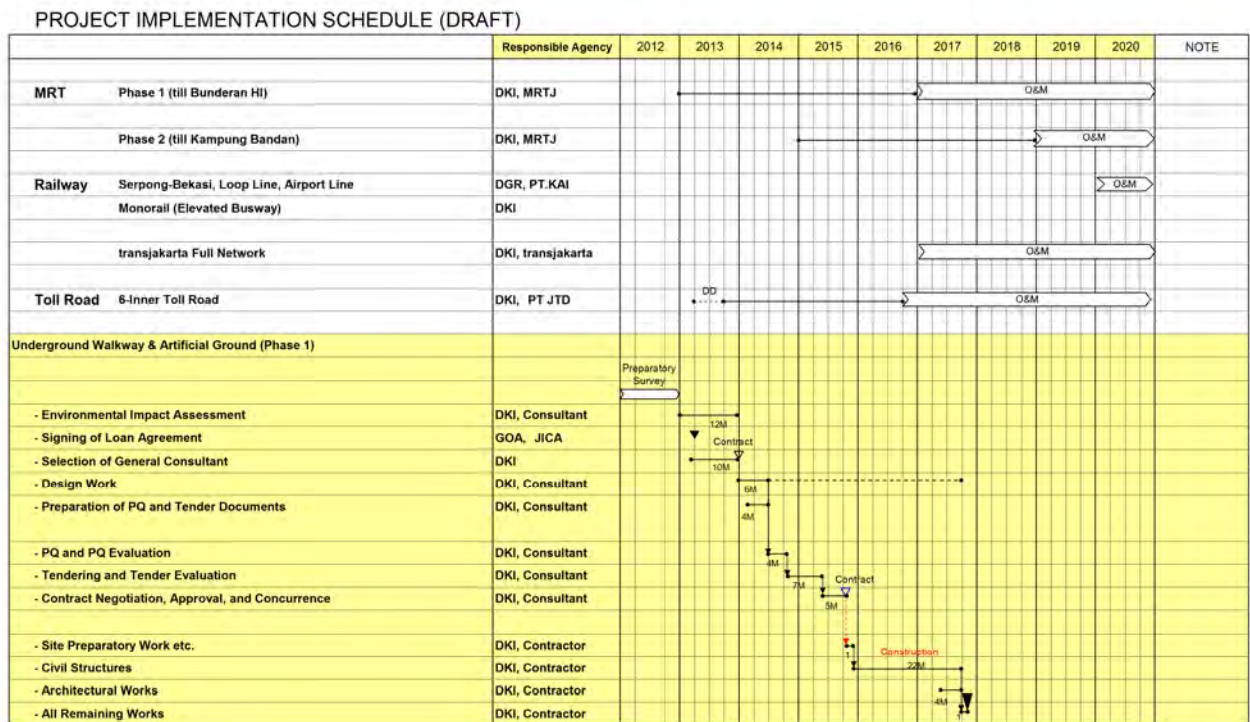 PROJECT IMPLEMENTATION SCHEDULE (DRAFT)
Responsible Agency 2012 2013 2014 2015 2016 2017 2018 2019 2020 NOTE
MRT Phase 1 (till Bunderan HI) DKI, MRTJ O&M
Phase 2 (till Kampung Bandan) DKI, MRTJ O&M
Railway Serpong-Bekasi, Loop Line, Airport Line DGR, PT.KAI O&M
Monorail (Elevated Busway) DKI
transjakarta Full Network DKI, transjakarta O&M
DD
Toll Road 6-Inner Toll Road DKI, PT JTD O&M
Underground Walkway & Artificial Ground (Phase 1)
Preparatory
Survey
- Environmental Impact Assessment DKI, Consultant 12M
- Signing of Loan Agreement GOA, JICA Contract
- Selection of General Consultant DKI 10M
- Design Work DKI, Consultant 6M
- Preparation of PQ and Tender Documents DKI, Consultant 4M
- PQ and PQ Evaluation DKI, Consultant 4M
- Tendering and Tender Evaluation DKI, Consultant 7M Contract
- Contract Negotiation, Approval, and Concurrence DKI, Consultant 5M
- Site Preparatory Work etc. DKI, Contractor 1 Construction
- Civil Structures DKI, Contractor 22M
- Architectural Works DKI, Contractor 4M
- All Remaining Works DKI, Contractor 1